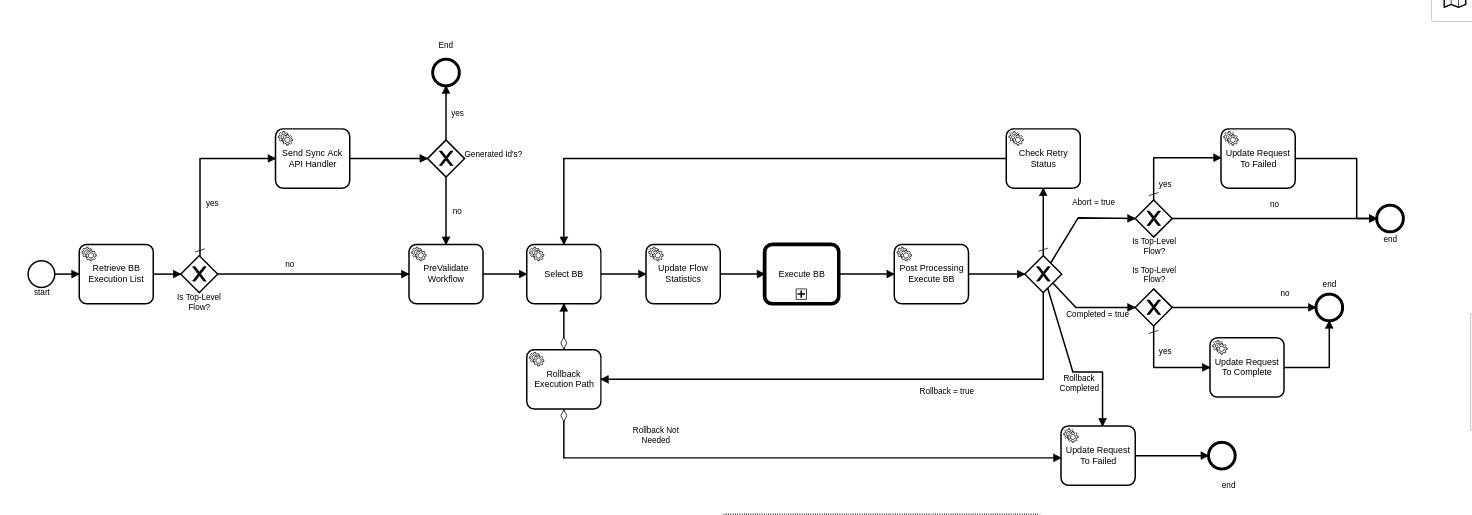 End
yes
Send Sync Ack
API Handler
Generated Id's?
Check Retry
Status
Update Request
To Failed
yes
Abort = true
no
yes
no
end
Is Top-Level
Flow?
start
Retrieve BB
Execution List
Is Top-Level
Flow?
no
PreValidate
Workflow
Select BB
Update Flow
Statistics
Execute BB
Post Processing
Execute BB
Is Top-Level
Flow?
Completed = true
no
end
yes
Update Request
To Complete
Rollback
Execution Path
Rollback = true
Rollback
Completed
Rollback Not
Needed
Update Request
To Failed
end